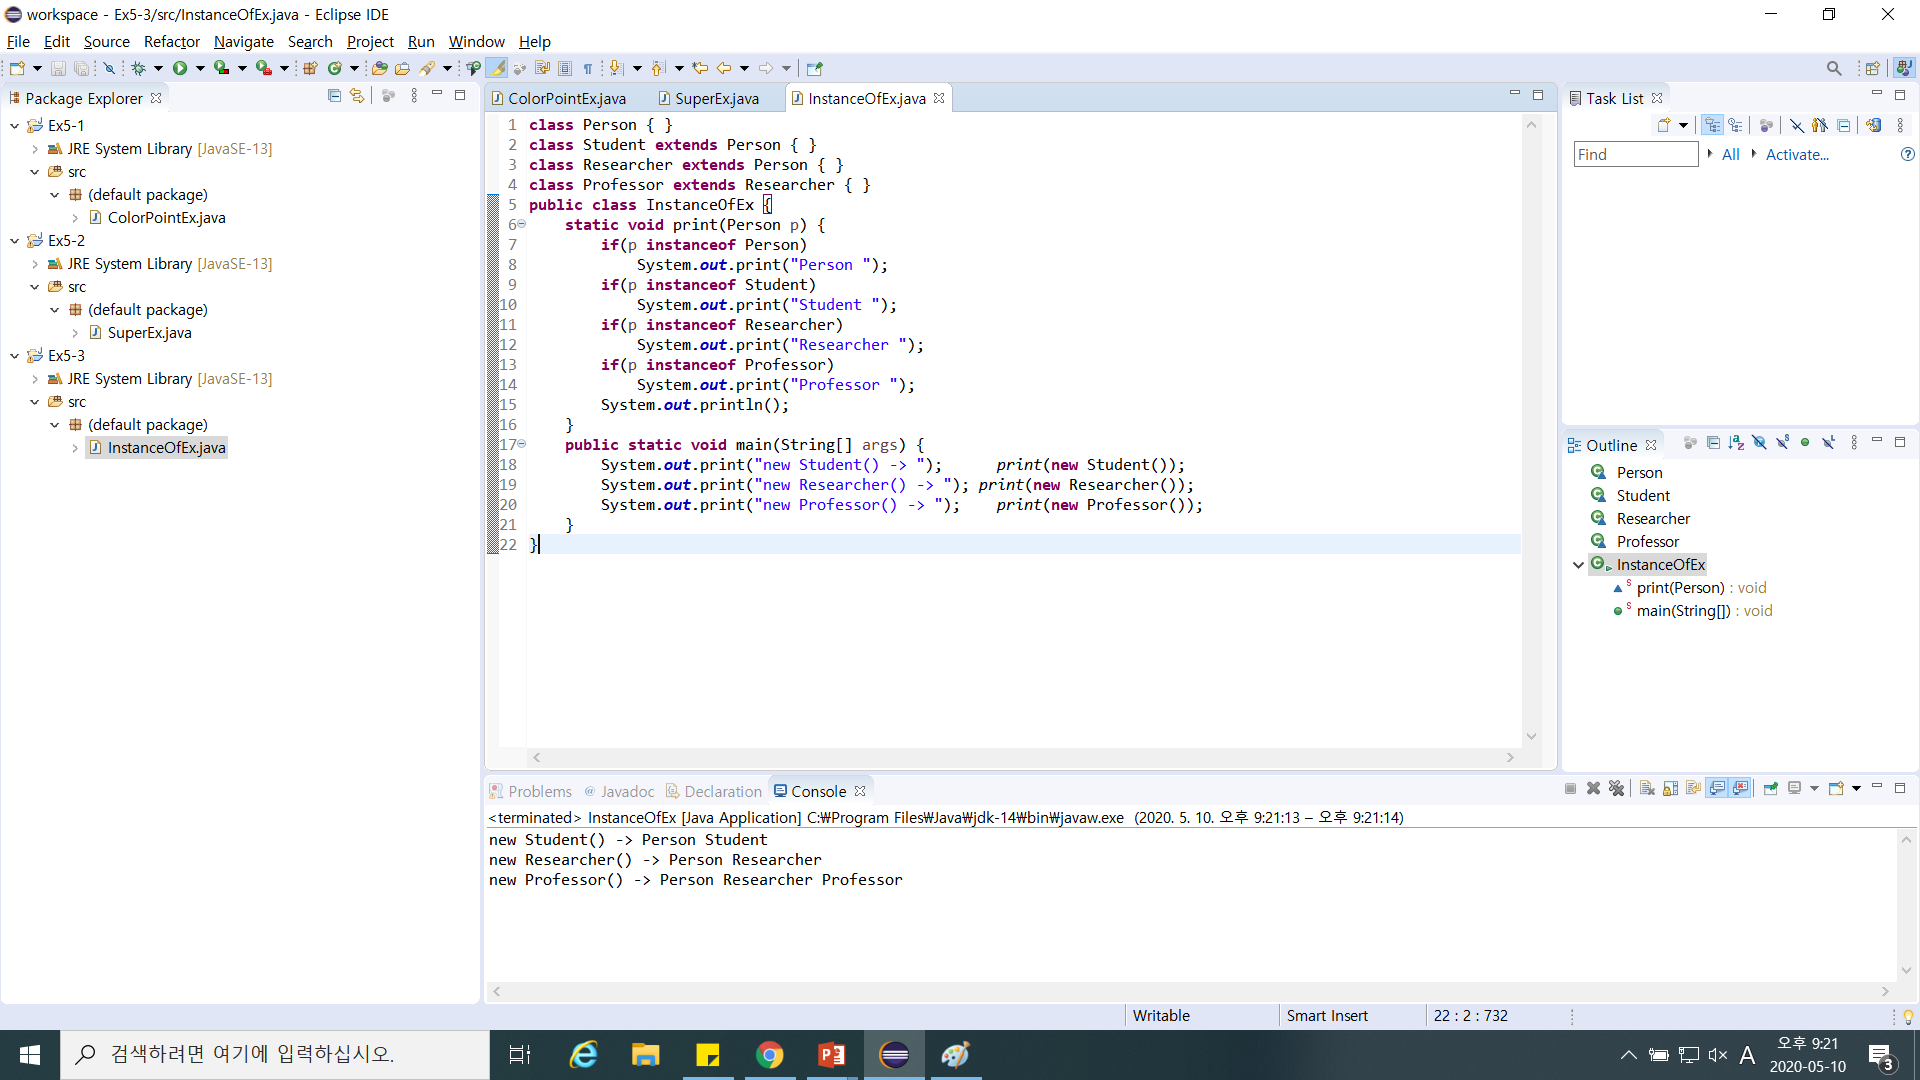 workspace - Ex5-3/src/InstanceOfEx.java - Eclipse IDE
File Edit Source Refactor Navigate Search Project Run Window Help
Package Explorer
Ex5-1
JRE System Library [JavaSE-13]
src
(default package)
ColorPointEx.java
Ex5-2
JRE System Library [JavaSE-13]
src
(default package)
SuperEx.java
Ex5-3
JRE System Library [JavaSE-13]
src
(default package)
InstanceOfEx.java
ColorPointEx.java SuperEx.java InstanceOfEx.java
1 class Person { }
2 class Student extends Person { }
3 class Researcher extends Person { }
4 class Professor extends Researcher { }
5 public class InstanceOfEx {
6 static void print(Person p) {
7 if(p instanceof Person)
8 System.out.print("Person ");
9 if(p instanceof Student)
10 System.out.print("Student ");
11 if(p instanceof Researcher)
12 System.out.print("Researcher ");
13 if(p instanceof Professor)
14 System.out.print("Professor ");
15 System.out.println();
16 }
17 public static void main(String[] args) {
18 System.out.print("new Student() -> "); print(new Student());
19 System.out.print("new Researcher() -> "); print(new Researcher());
20 System.out.print("new Professor() -> "); print(new Professor());
21 }
22 }
Task List
Find All Activate...
Outline
Person
Student
Researcher
Professor
InstanceOfEx
print(Person) : void
main(String[]) : void
Problems @ Javadoc Declaration Console
<terminated> InstanceOfEx [Java Application] C:₩Program Files₩Java₩jdk-14₩bin₩javaw.exe (2020. 5. 10. 오후 9:21:13 – 오후 9:21:14)
new Student() -> Person Student
new Researcher() -> Person Researcher
new Professor() -> Person Researcher Professor
Writable Smart Insert 22 : 2 : 732
검색하려면 여기에 입력하십시오.
A
오후 9:21
2020-05-10
3